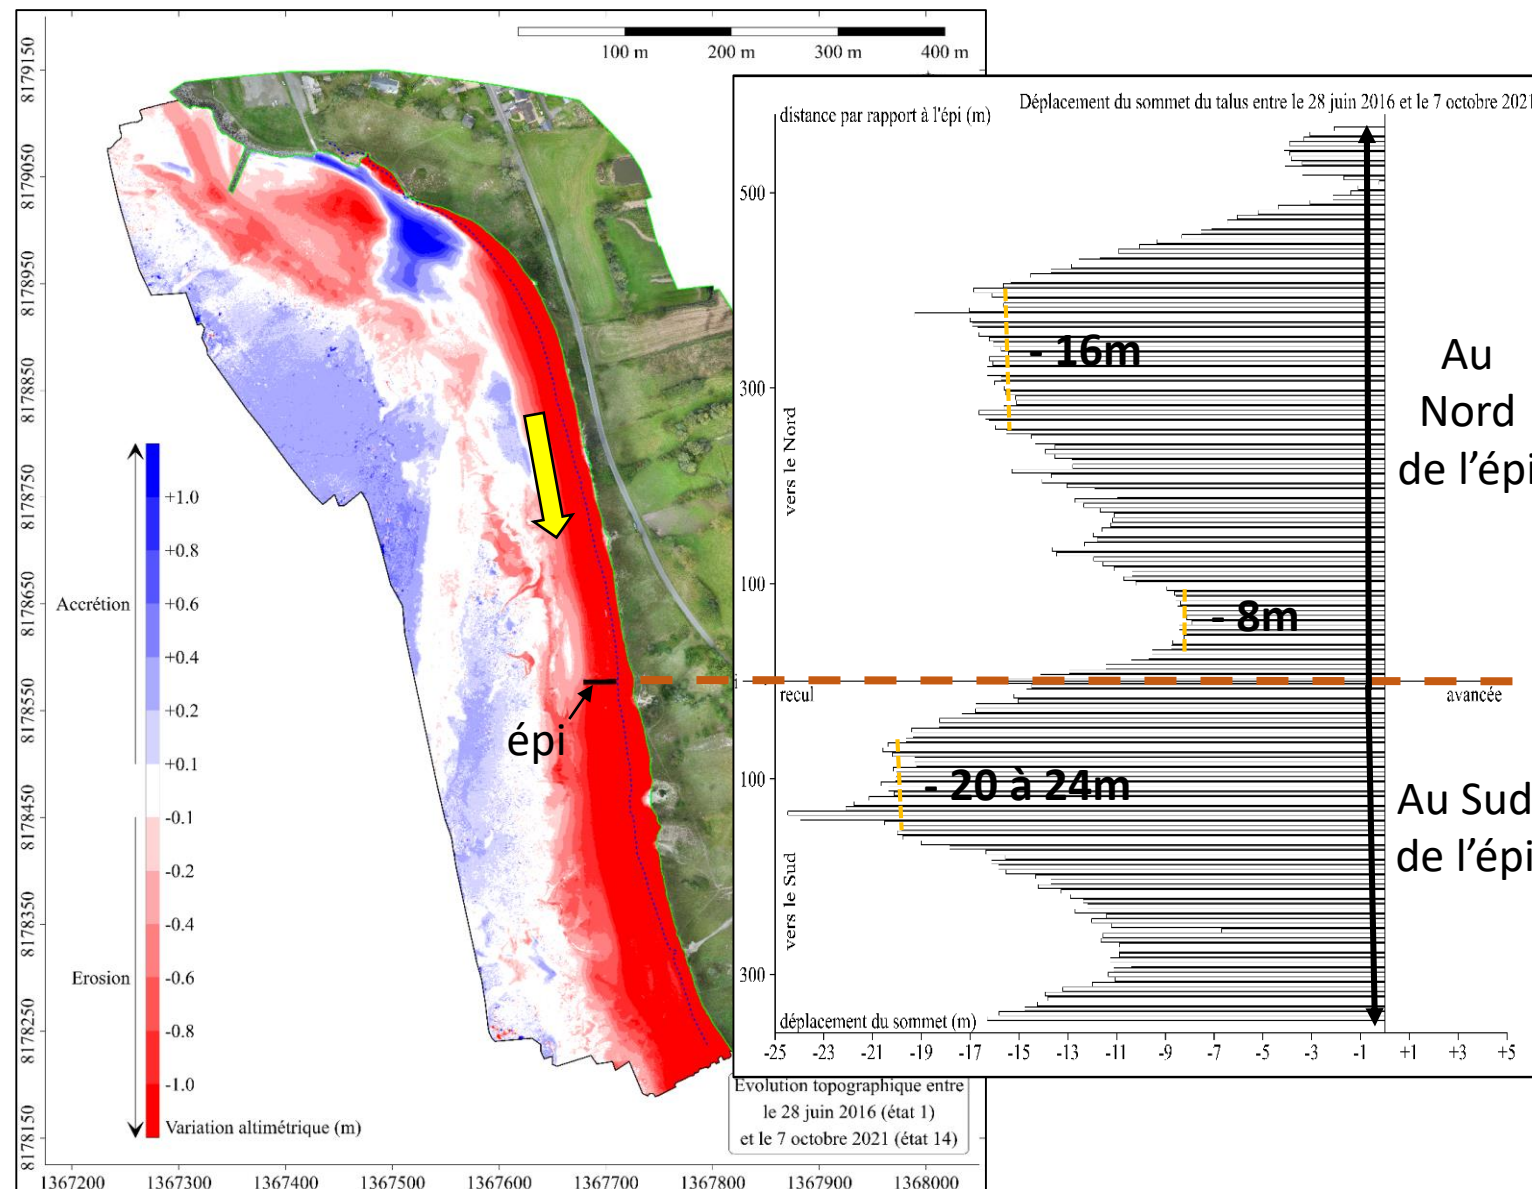 100 m 200 m 300 m 400 m
8179150
8179050
8178950
8178850
8178750
8178650
8178550
8178450
8178350
8178250
8178150
Accrétion
Erosion
+1.0
+0.8
+0.6
+0.4
+0.2
+0.1
-0.1
-0.2
-0.4
-0.6
-0.8
-1.0
Variation altimétrique (m)
épi
Evolution topographique entre
le 28 juin 2016 (état 1)
et le 7 octobre 2021 (état 14)
1367200 1367300 1367400 1367500 1367600 1367700 1367800 1367900 1368000
distance par rapport à l'épi (m)
Déplacement du sommet du talus entre le 28 juin 2016 et le 7 octobre 2021
500
300
100
100
300
vers le Nord
vers le Sud
- 16m
- 8m
recul
avancée
- 20 à 24m
Au
Nord
de l'épi
Au Sud
de l'épi
déplacement du sommet (m)
-25 -23 -21 -19 -17 -15 -13 -11 -9 -7 -5 -3 -1 +1 +3 +5